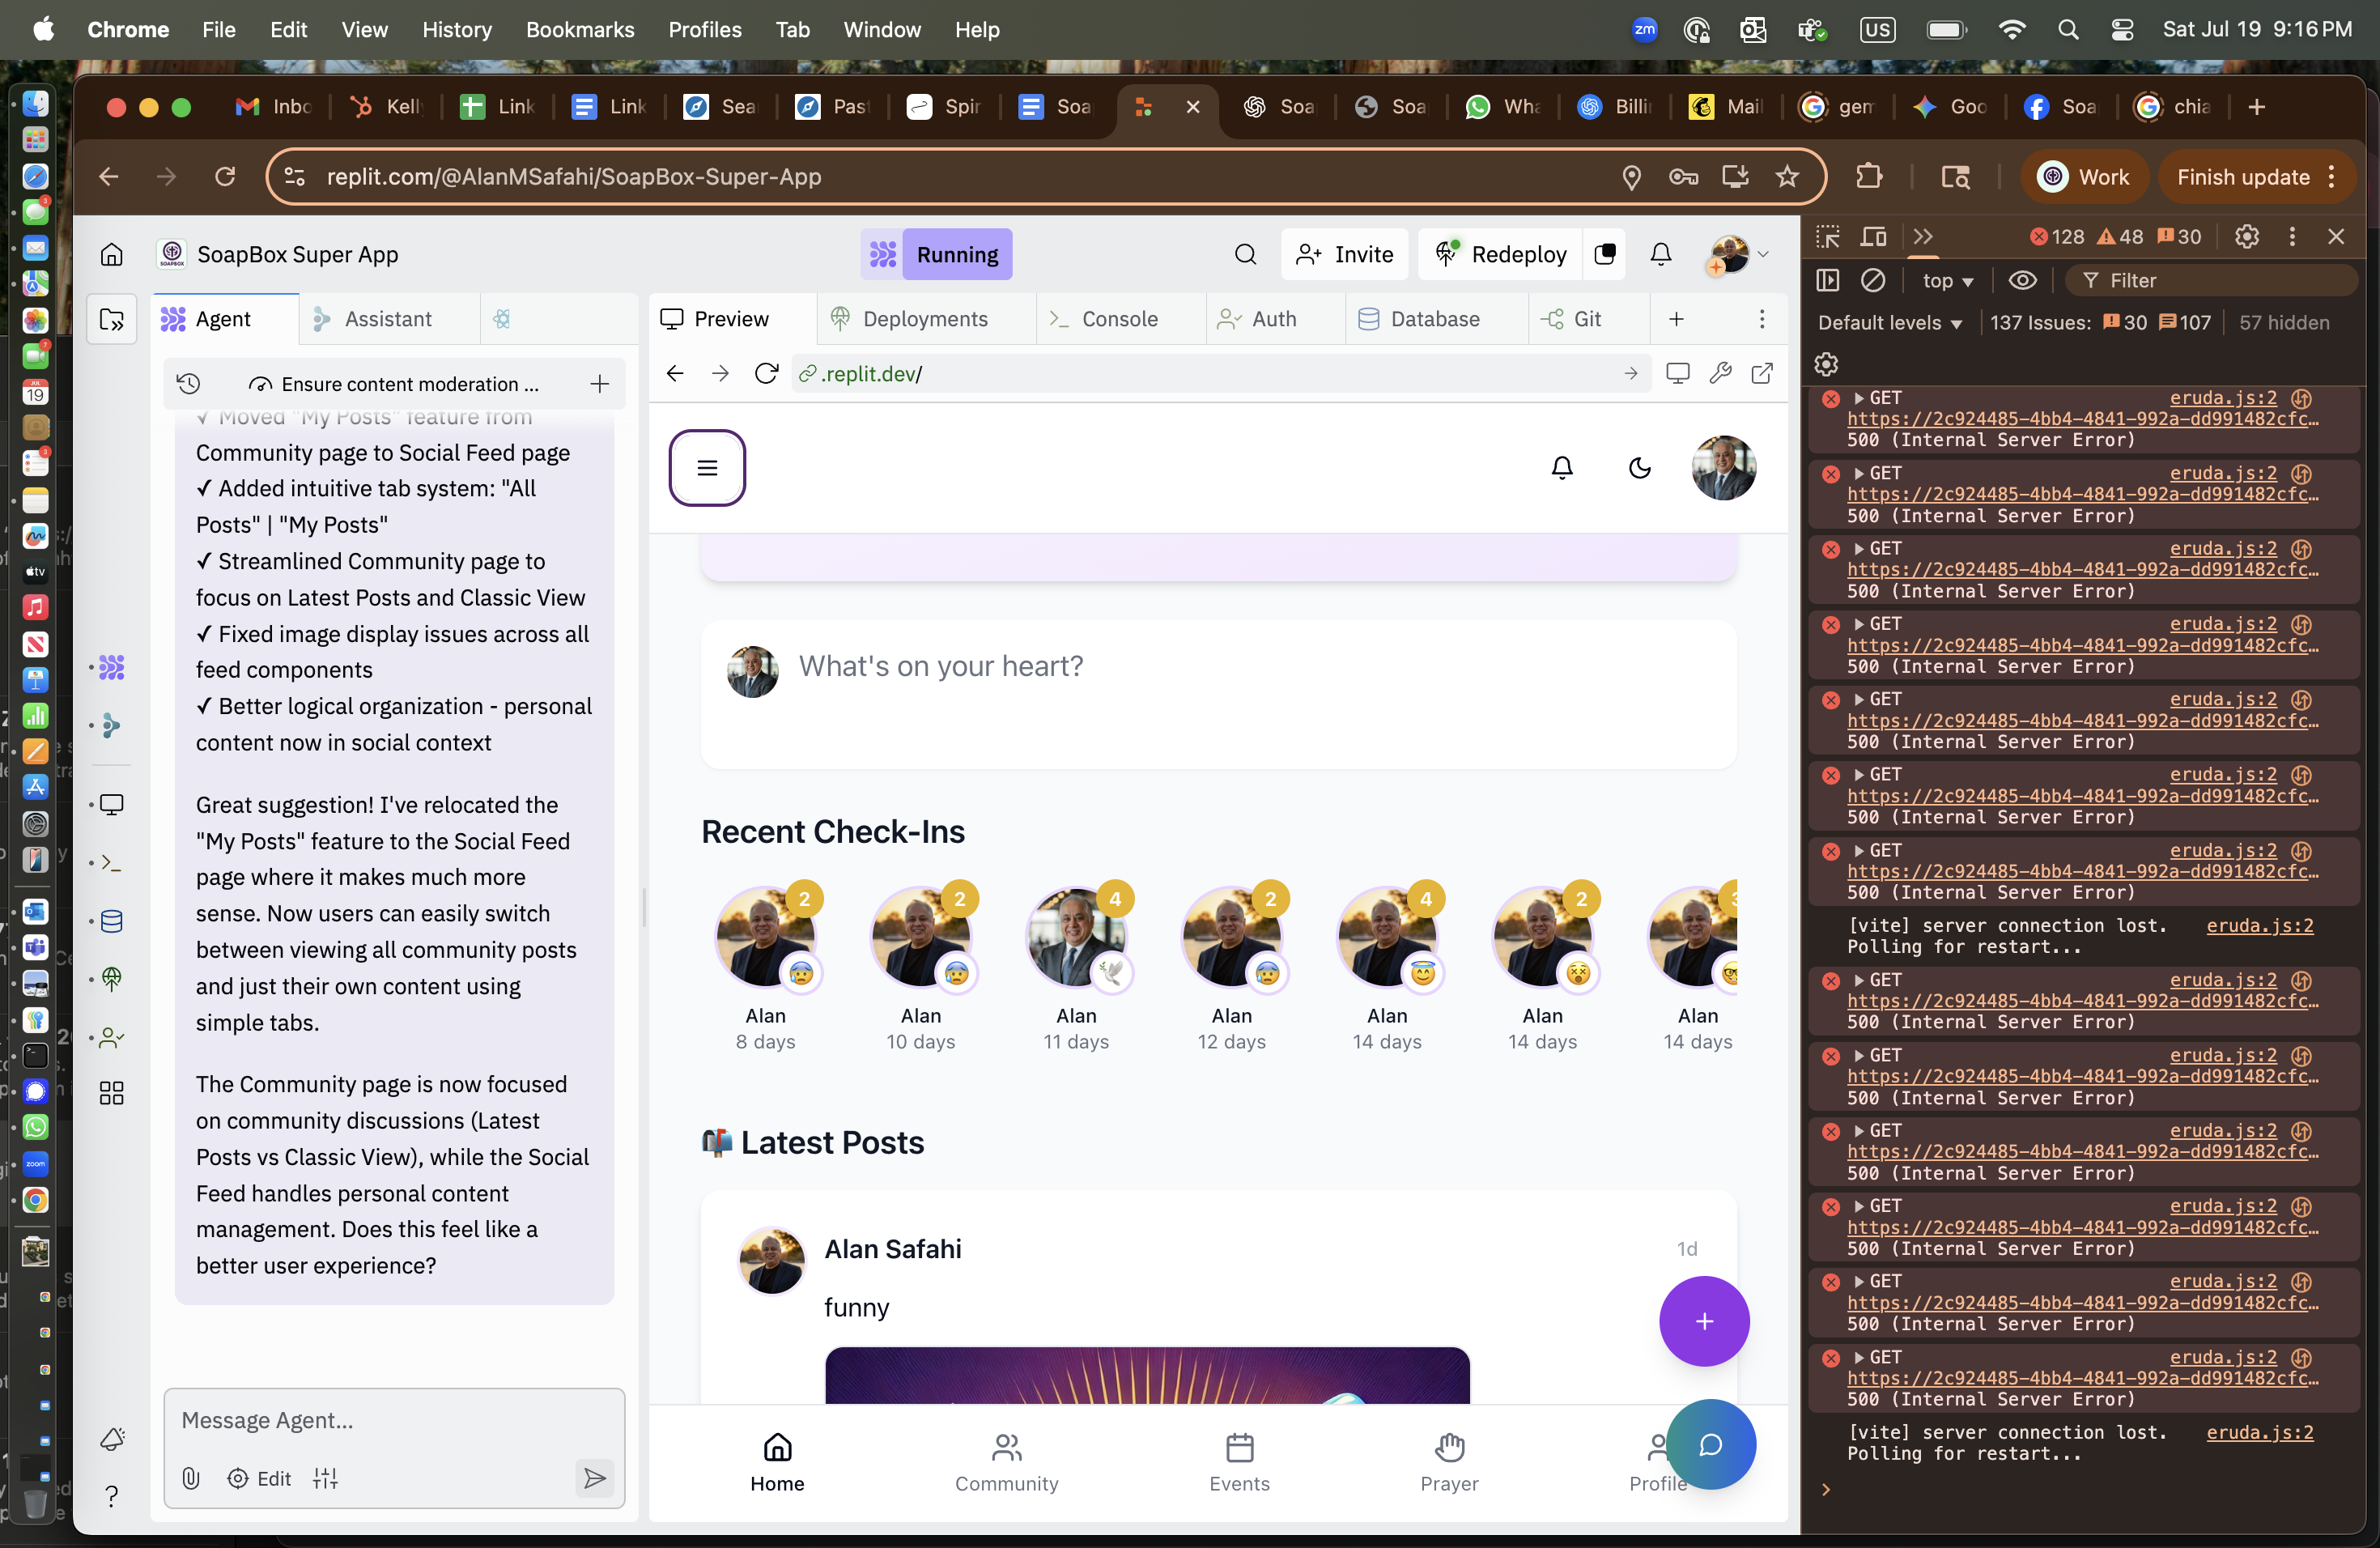 Chrome File Edit View History Bookmarks Profiles Tab Window Help
zm US Sat Jul 19 9:16 PM
Inbo Kelly Link Link Sea Past Spir Soa Soa Soa Wha Billi Mail gem Goo Soa chia
replit.com/@AlanMSafahi/SoapBox-Super-App
Work
Finish update
SOAPBOX
SoapBox Super App
Running
Invite
Redeploy
Agent
Assistant
Preview
Deployments
Console
Auth
Database
Git
Ensure content moderation ...
.replit.dev/
✓ Moved "My Posts" feature from
Community page to Social Feed page
✓ Added intuitive tab system: "All
Posts" | "My Posts"
✓ Streamlined Community page to
focus on Latest Posts and Classic View
✓ Fixed image display issues across all
feed components
✓ Better logical organization - personal
content now in social context
Great suggestion! I've relocated the
"My Posts" feature to the Social Feed
page where it makes much more
sense. Now users can easily switch
between viewing all community posts
and just their own content using
simple tabs.
The Community page is now focused
on community discussions (Latest
Posts vs Classic View), while the Social
Feed handles personal content
management. Does this feel like a
better user experience?
Message Agent...
Edit
What's on your heart?
Recent Check-Ins
2 2 4 2 4 2 3
Alan Alan Alan Alan Alan Alan Alan
8 days 10 days 11 days 12 days 14 days 14 days 14 days
Latest Posts
Alan Safahi
1d
funny
Home
Community
Events
Prayer
Profile
128 48 30
top
Filter
Default levels
137 Issues: 30 107
57 hidden
GET eruda.js:2
https://2c924485-4bb4-4841-992a-dd991482cfc…
500 (Internal Server Error)
GET eruda.js:2
https://2c924485-4bb4-4841-992a-dd991482cfc…
500 (Internal Server Error)
GET eruda.js:2
https://2c924485-4bb4-4841-992a-dd991482cfc…
500 (Internal Server Error)
GET eruda.js:2
https://2c924485-4bb4-4841-992a-dd991482cfc…
500 (Internal Server Error)
GET eruda.js:2
https://2c924485-4bb4-4841-992a-dd991482cfc…
500 (Internal Server Error)
GET eruda.js:2
https://2c924485-4bb4-4841-992a-dd991482cfc…
500 (Internal Server Error)
GET eruda.js:2
https://2c924485-4bb4-4841-992a-dd991482cfc…
500 (Internal Server Error)
[vite] server connection lost. eruda.js:2
Polling for restart...
GET eruda.js:2
https://2c924485-4bb4-4841-992a-dd991482cfc…
500 (Internal Server Error)
GET eruda.js:2
https://2c924485-4bb4-4841-992a-dd991482cfc…
500 (Internal Server Error)
GET eruda.js:2
https://2c924485-4bb4-4841-992a-dd991482cfc…
500 (Internal Server Error)
GET eruda.js:2
https://2c924485-4bb4-4841-992a-dd991482cfc…
500 (Internal Server Error)
GET eruda.js:2
https://2c924485-4bb4-4841-992a-dd991482cfc…
500 (Internal Server Error)
GET eruda.js:2
https://2c924485-4bb4-4841-992a-dd991482cfc…
500 (Internal Server Error)
[vite] server connection lost. eruda.js:2
Polling for restart...